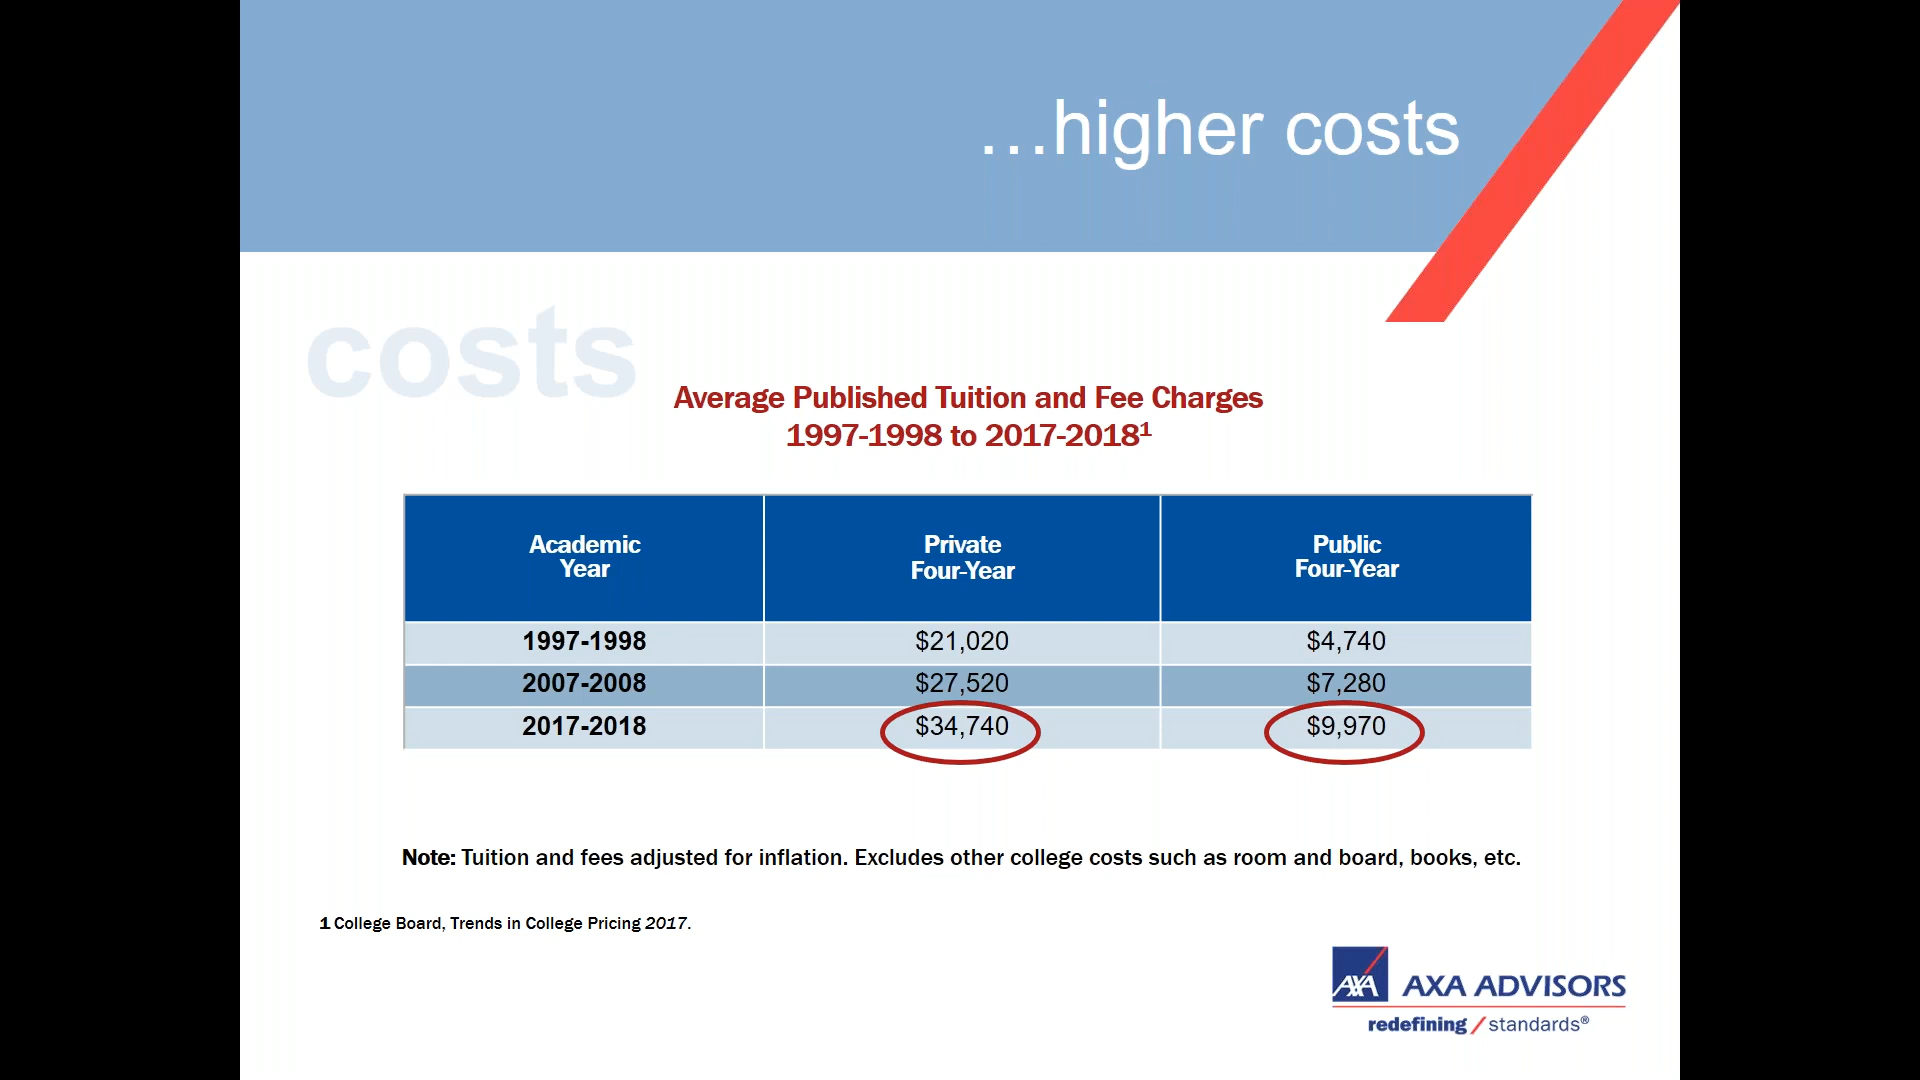 ...higher costs
costs
Average Published Tuition and Fee Charges
1997-1998 to 2017-2018¹
Academic Year Private Four-Year Public Four-Year
1997-1998 $21,020 $4,740
2007-2008 $27,520 $7,280
2017-2018 $34,740 $9,970
Note: Tuition and fees adjusted for inflation. Excludes other college costs such as room and board, books, etc.
1 College Board, Trends in College Pricing 2017.
AXA AXA ADVISORS
redefining / standards®